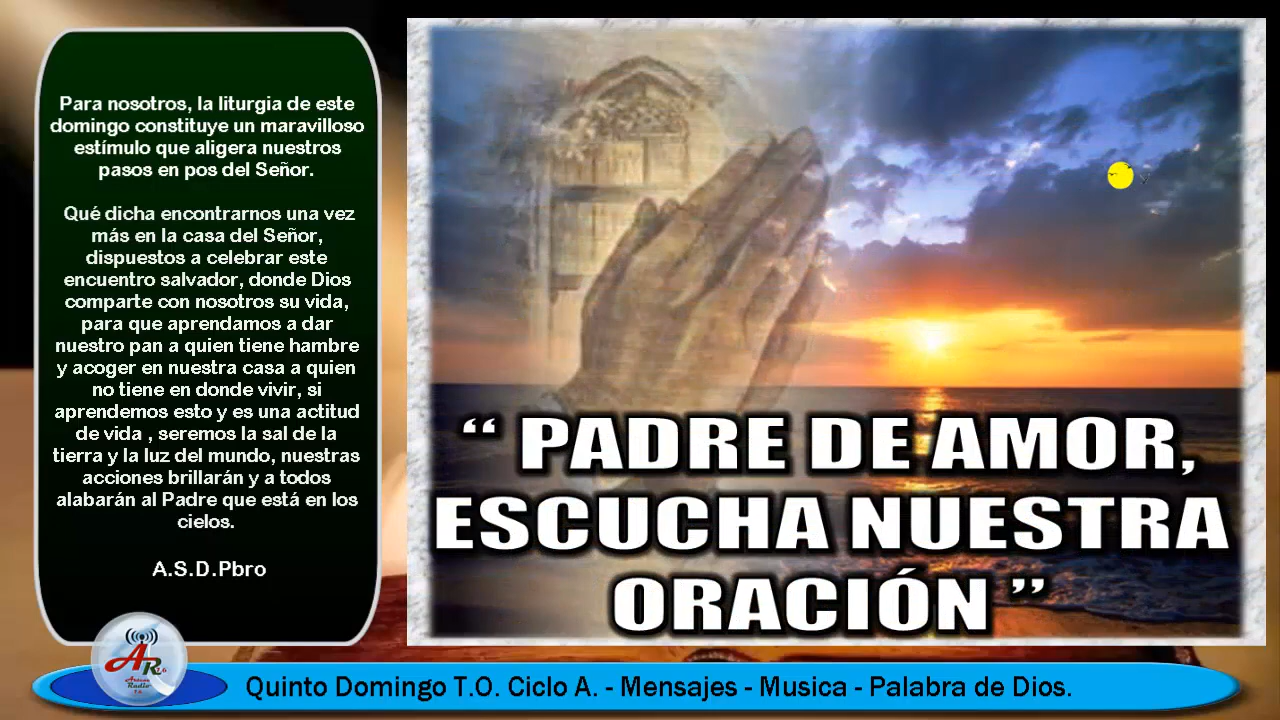 Para nosotros, la liturgia de este
domingo constituye un maravilloso
estímulo que aligera nuestros
pasos en pos del Señor.
Qué dicha encontrarnos una vez
más en la casa del Señor,
dispuestos a celebrar este
encuentro salvador, donde Dios
comparte con nosotros su vida,
para que aprendamos a dar
nuestro pan a quien tiene hambre
y acoger en nuestra casa a quien
no tiene en donde vivir, si
aprendemos esto y es una actitud
de vida , seremos la sal de la
tierra y la luz del mundo, nuestras
acciones brillarán y a todos
alabarán al Padre que está en los
cielos.
A.S.D.Pbro
“ PADRE DE AMOR,
ESCUCHA NUESTRA
ORACIÓN ”
AR
Radio
Quinto Domingo T.O. Ciclo A. - Mensajes - Musica - Palabra de Dios.